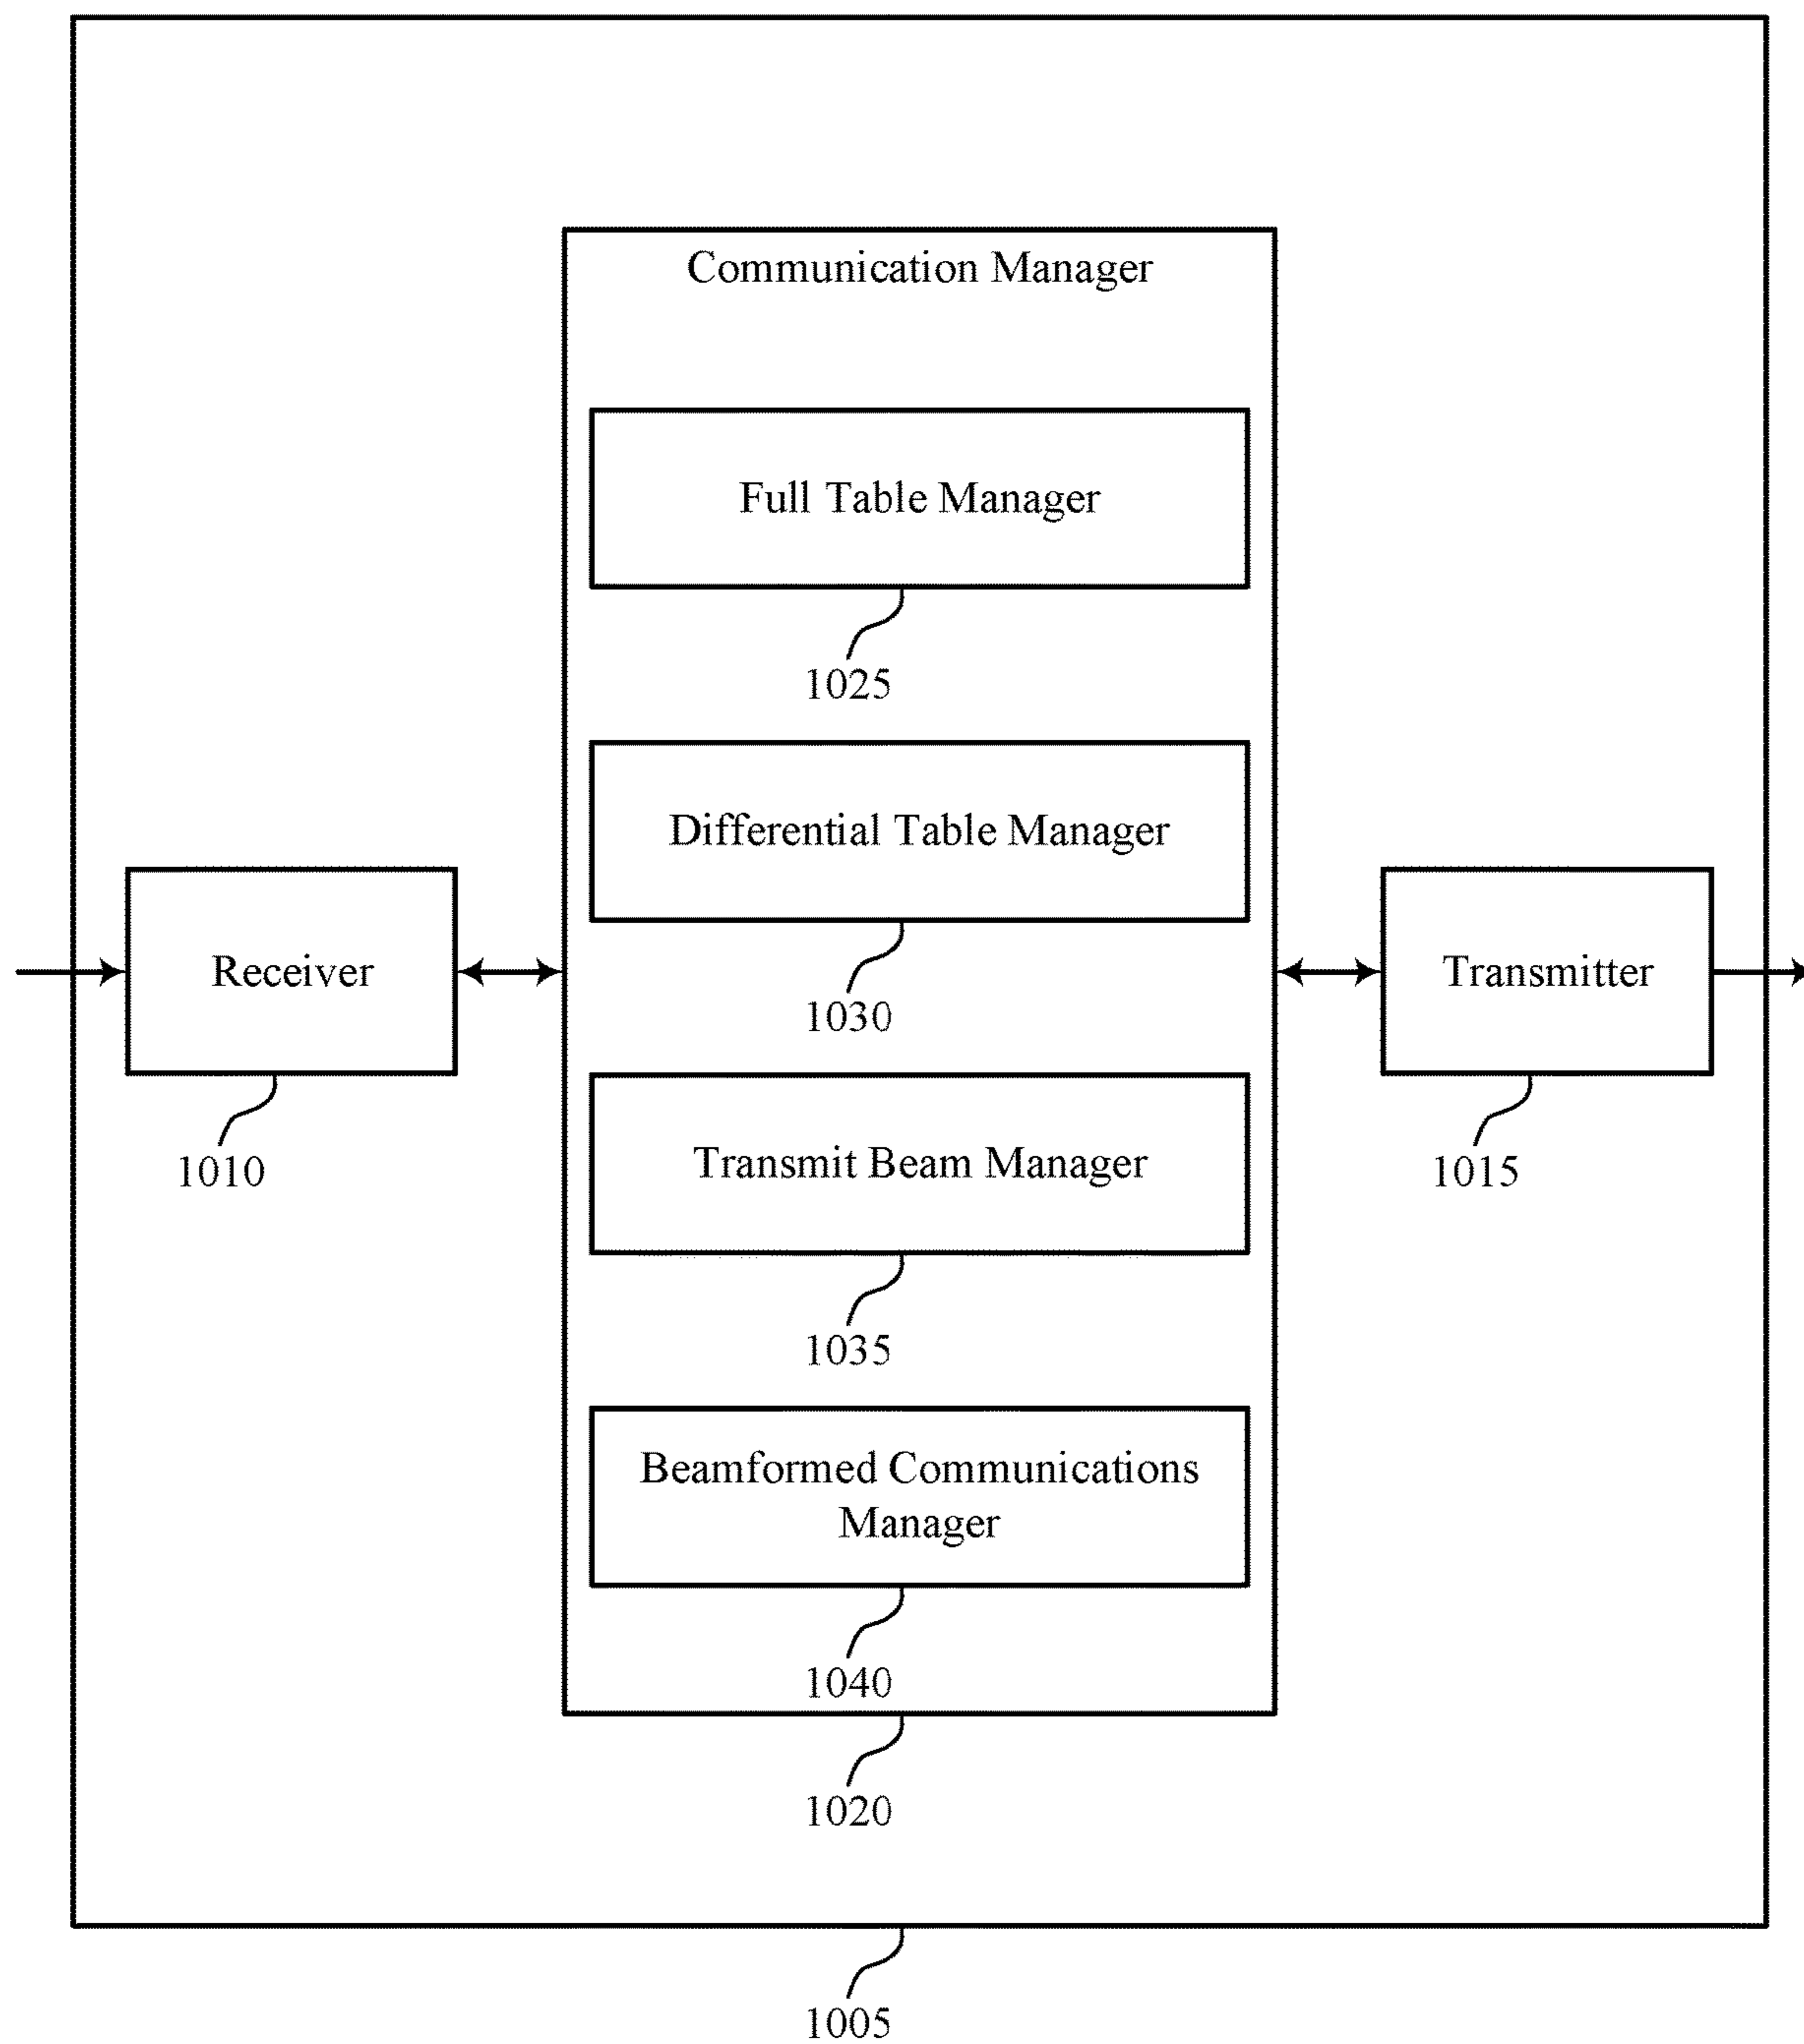 Communication Manager
Full Table Manager
1025
Differential Table Manager
1030
Receiver
1010
Transmitter
1015
Transmit Beam Manager
1035
Beamformed Communications
Manager
1040
1020
1005